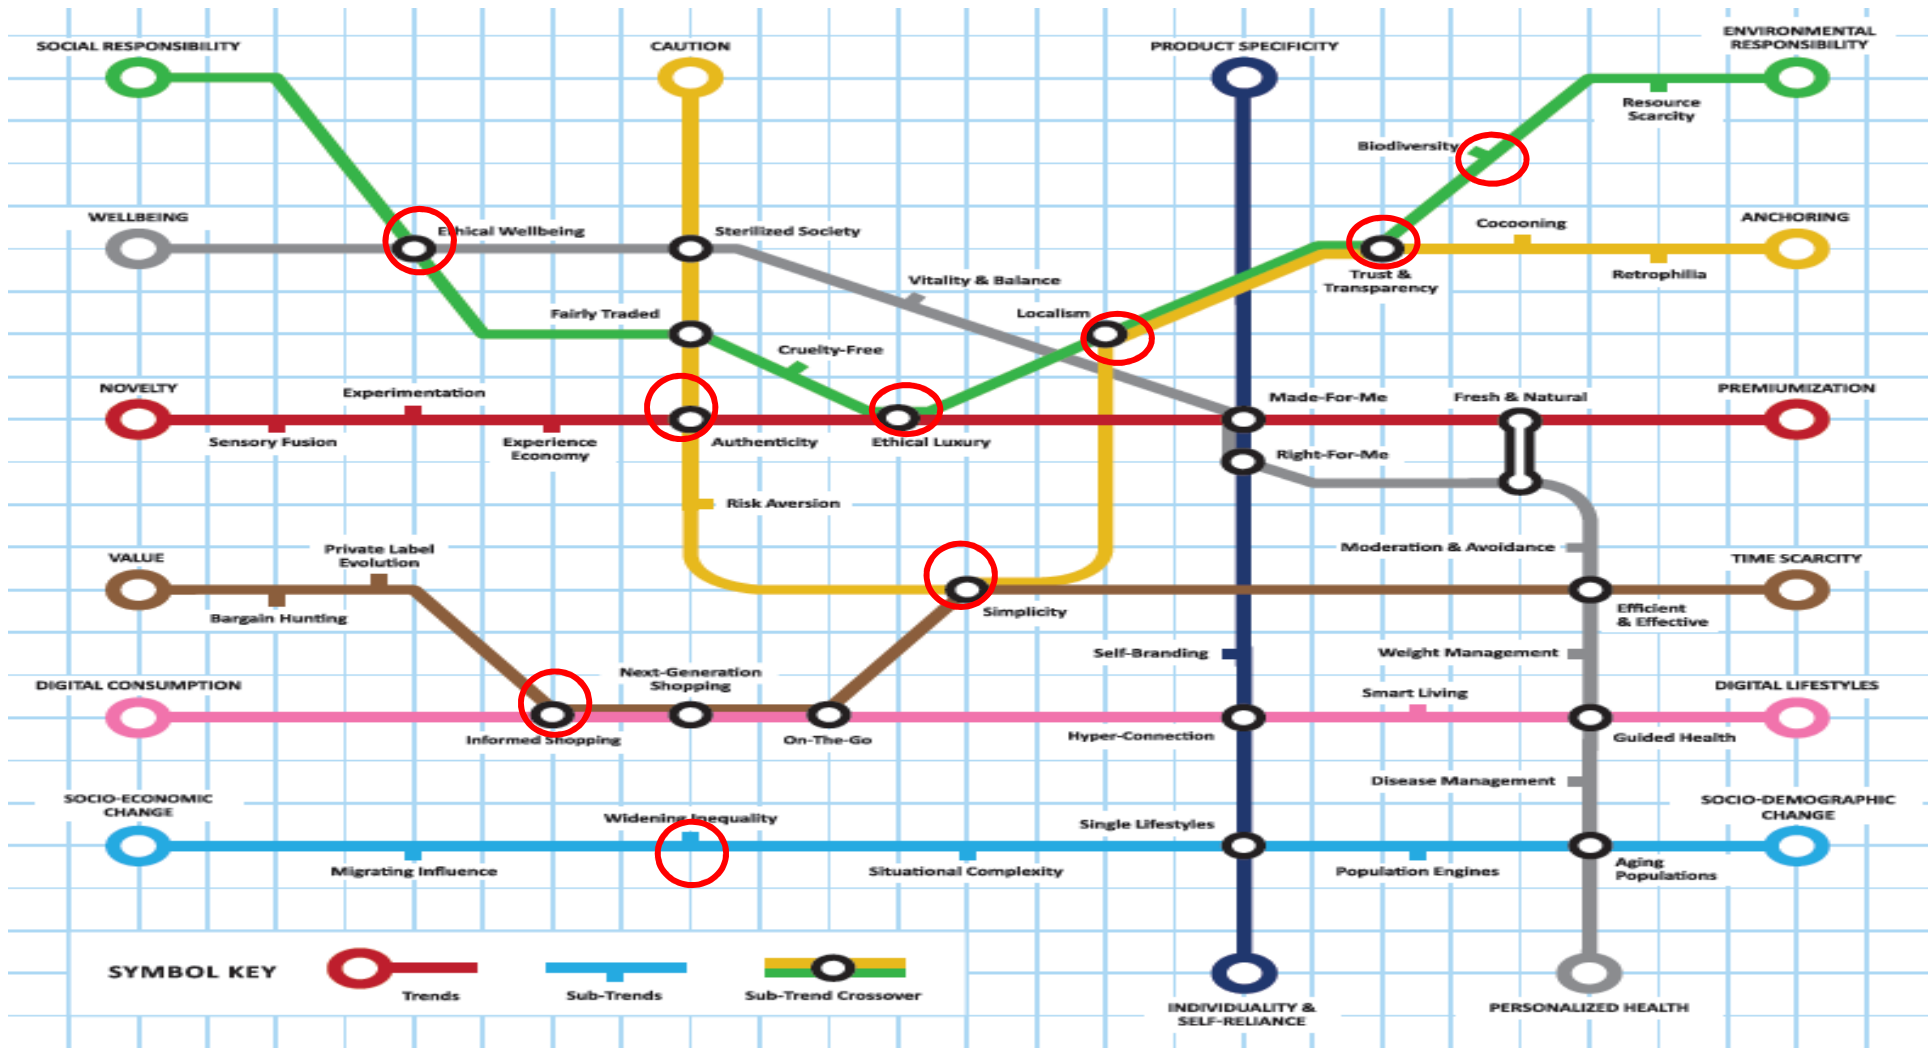 SOCIAL RESPONSIBILITY
CAUTION
PRODUCT SPECIFICITY
ENVIRONMENTAL
RESPONSIBILITY
Resource
Scarcity
Biodiversity
WELLBEING
Ethical Wellbeing
Sterilized Society
Cocooning
ANCHORING
Vitality & Balance
Trust &
Transparency
Retrophilia
Fairly Traded
Localism
Cruelty-Free
NOVELTY
Experimentation
Made-For-Me
Fresh & Natural
PREMIUMIZATION
Sensory Fusion
Experience
Economy
Authenticity
Ethical Luxury
Right-For-Me
Risk Aversion
VALUE
Private Label
Evolution
Moderation & Avoidance
TIME SCARCITY
Bargain Hunting
Simplicity
Efficient
& Effective
Self-Branding
Weight Management
DIGITAL CONSUMPTION
Next-Generation
Shopping
Smart Living
DIGITAL LIFESTYLES
Informed Shopping
On-The-Go
Hyper-Connection
Guided Health
Disease Management
SOCIO-ECONOMIC
CHANGE
Widening Inequality
Single Lifestyles
SOCIO-DEMOGRAPHIC
CHANGE
Migrating Influence
Situational Complexity
Population Engines
Aging
Populations
SYMBOL KEY
Trends
Sub-Trends
Sub-Trend Crossover
INDIVIDUALITY &
SELF-RELIANCE
PERSONALIZED HEALTH